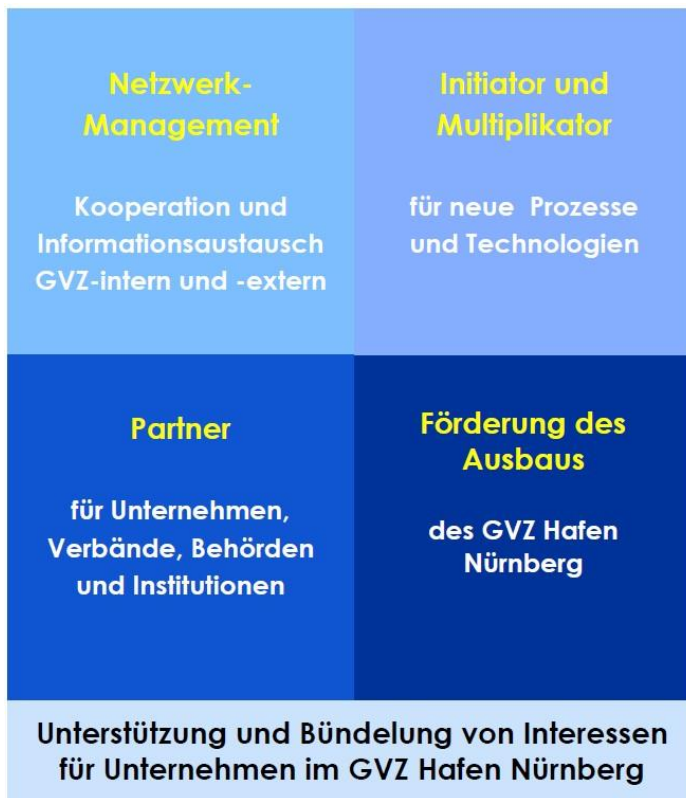 Netzwerk-
Management
Kooperation und
Informationsaustausch
GVZ-intern und -extern
Initiator und
Multiplikator
für neue Prozesse
und Technologien
Partner
für Unternehmen,
Verbände, Behörden
und Institutionen
Förderung des
Ausbaus
des GVZ Hafen
Nürnberg
Unterstützung und Bündelung von Interessen
für Unternehmen im GVZ Hafen Nürnberg